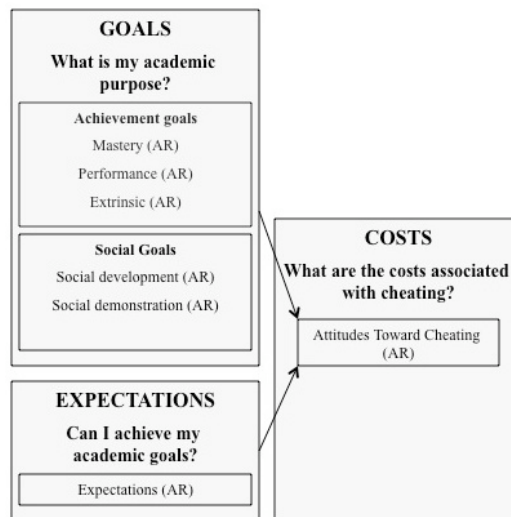 GOALS
What is my academic
purpose?
Achievement goals
Mastery (AR)
Performance (AR)
Extrinsic (AR)
Social Goals
Social development (AR)
Social demonstration (AR)
EXPECTATIONS
Can I achieve my
academic goals?
Expectations (AR)
COSTS
What are the costs associated
with cheating?
Attitudes Toward Cheating
(AR)